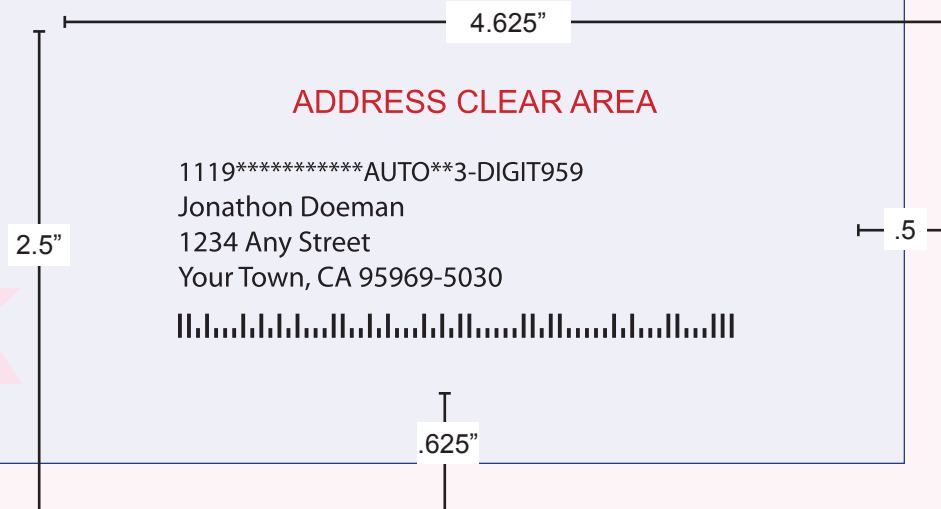 4.625”
ADDRESS CLEAR AREA
1119***********AUTO**3-DIGIT959
Jonathon Doeman
1234 Any Street
Your Town, CA 95969-5030
2.5”
.5
.625”